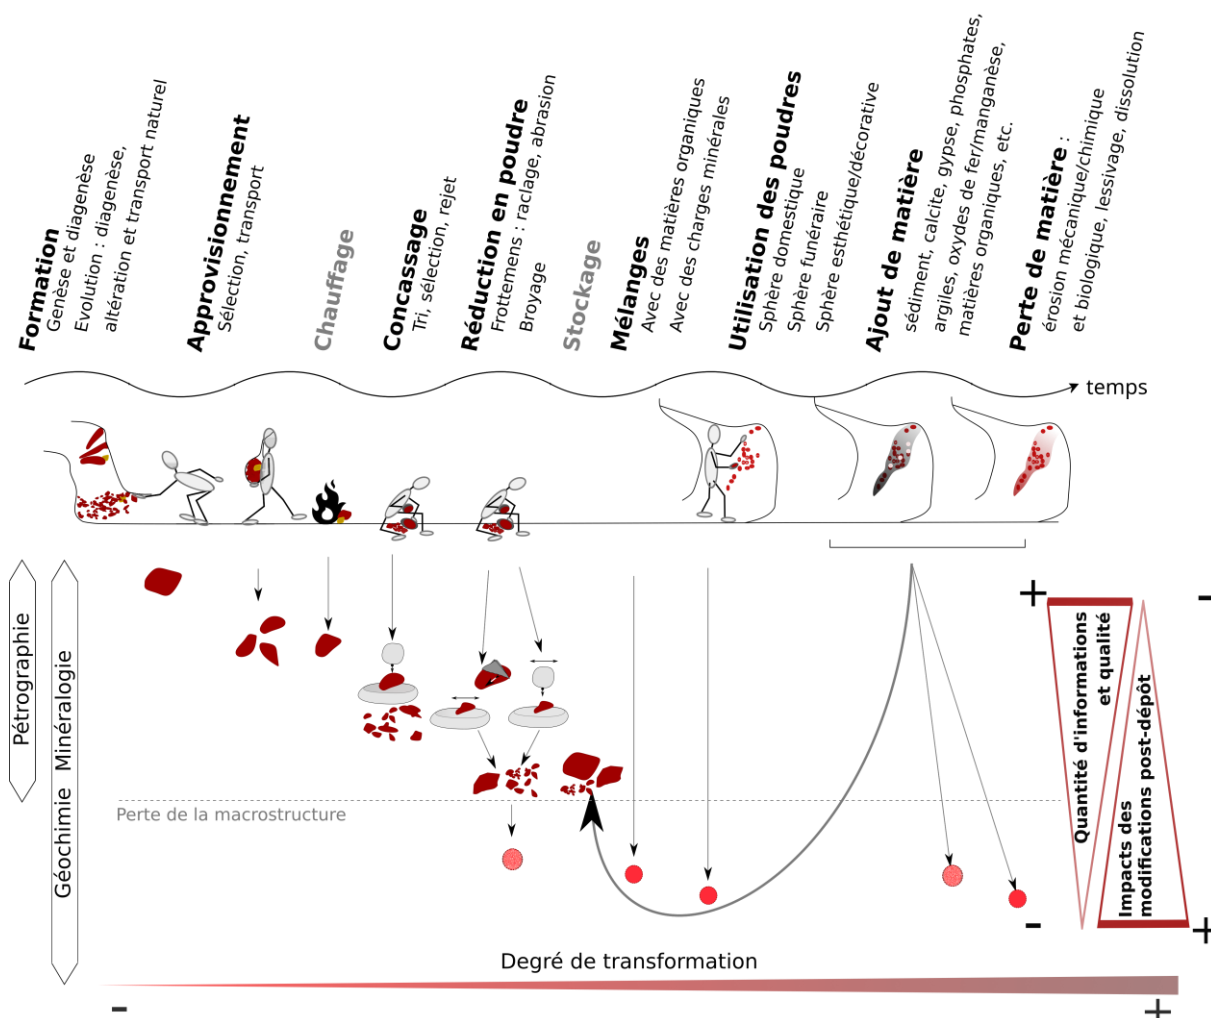 Formation
Genèse et diagenèse
Evolution : diagenèse,
altération et transport naturel
Approvisionnement
Sélection, transport
Chauffage
Concassage
Tri, sélection, rejet
Réduction en poudre
Frottemens : raclage, abrasion
Broyage
Stockage
Mélanges
Avec des matières organiques
Avec des charges minérales
Utilisation des poudres
Sphère domestique
Sphère funéraire
Sphère esthétique/décorative
Ajout de matière
sédiment, calcite, gypse, phosphates,
argiles, oxydes de fer/manganèse,
matières organiques, etc.
Perte de matière :
érosion mécanique/chimique
et biologique, lessivage, dissolution
temps
Pétrographie
Géochimie Minéralogie
Perte de la macrostructure
+
-
Quantité d'informations
et qualité
Impacts des
modifications post-dépôt
-
+
Degré de transformation
-
+